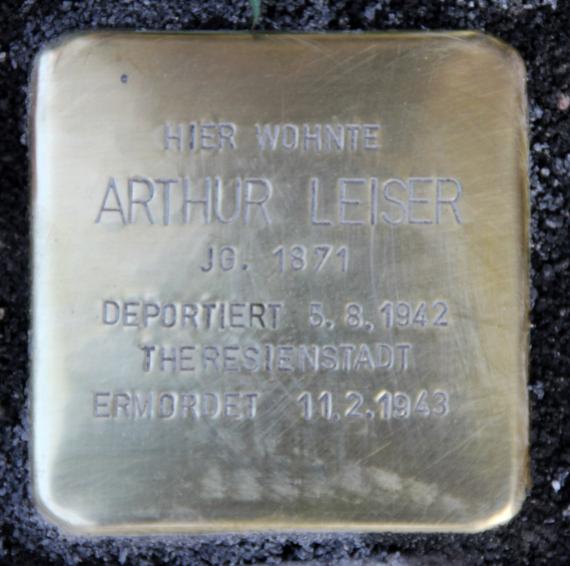 HIER WOHNTE
ARTHUR LEISER
JG. 1871
DEPORTIERT 5.8.1942
THERESIENSTADT
ERMORDET 11.2.1943